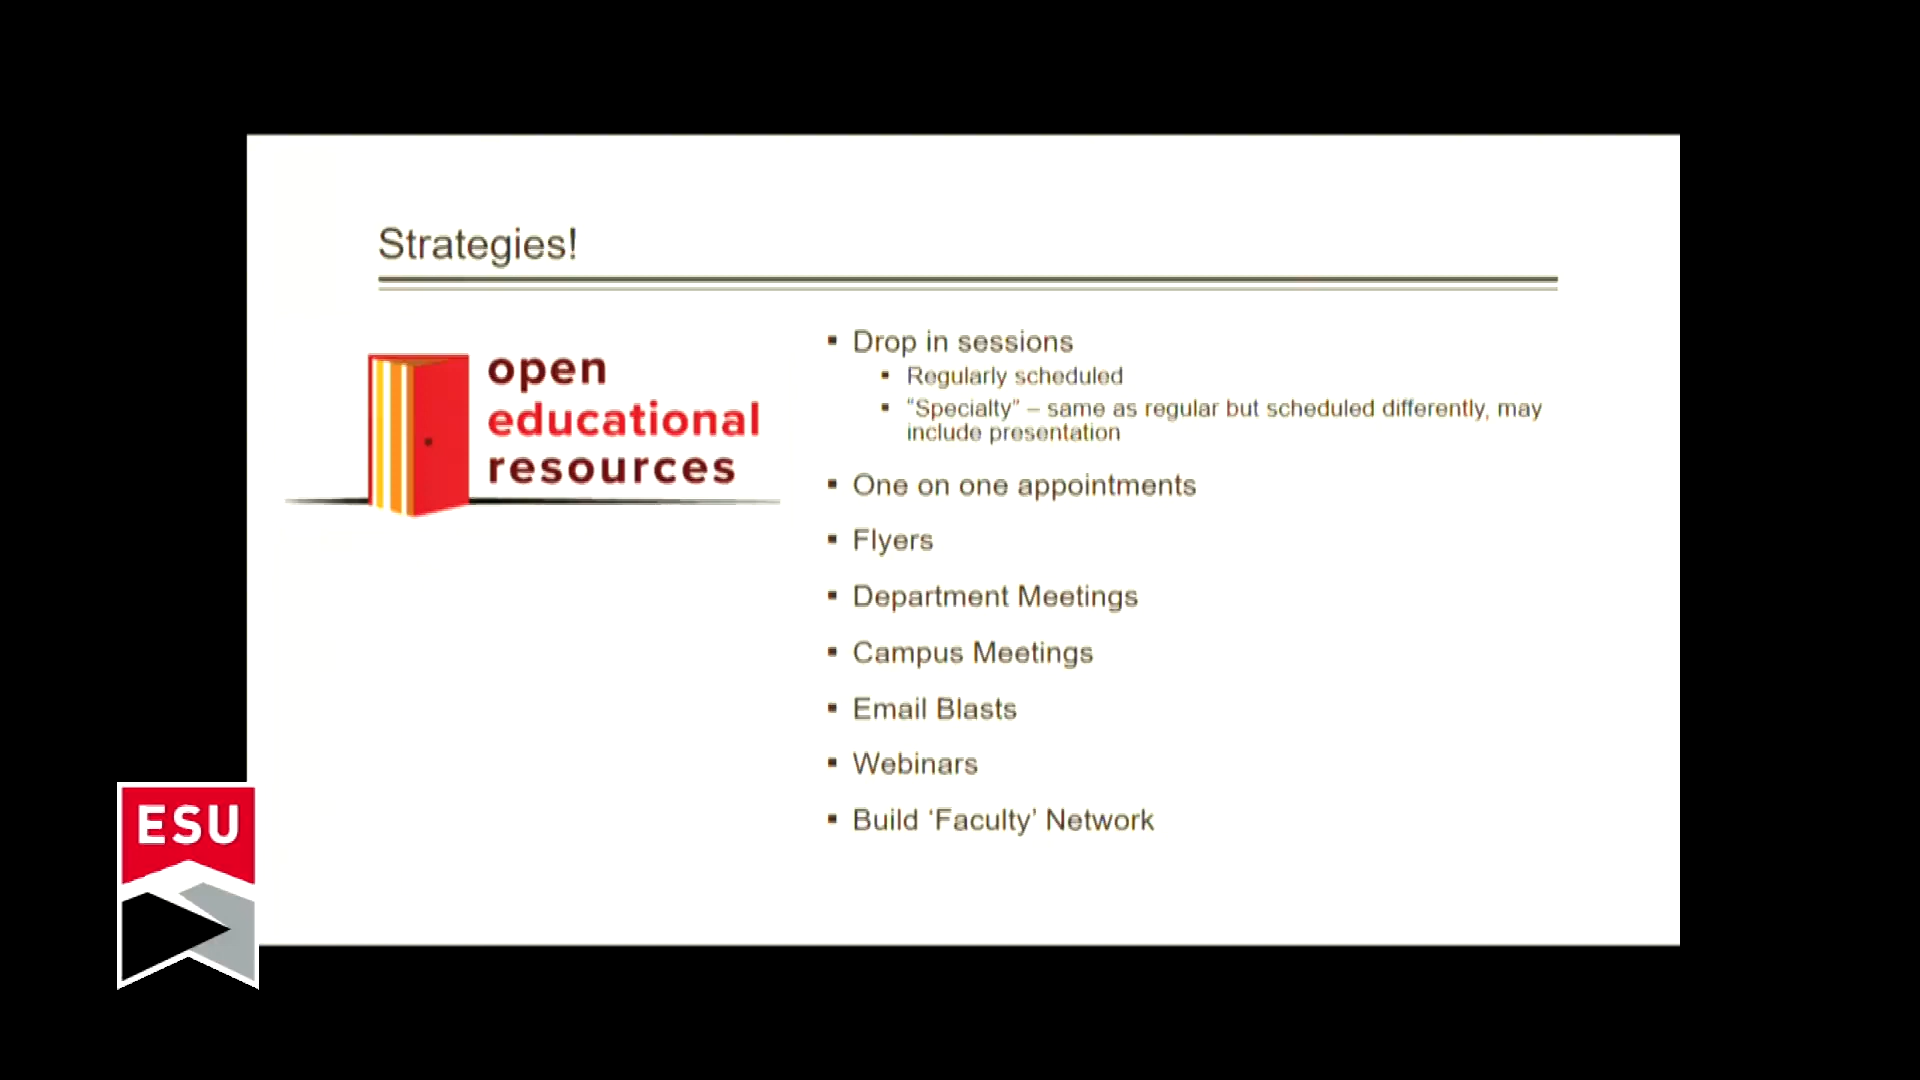 Strategies!
open
educational
resources
Drop in sessions
Regularly scheduled
“Specialty” – same as regular but scheduled differently, may
include presentation
One on one appointments
Flyers
Department Meetings
Campus Meetings
Email Blasts
Webinars
Build ‘Faculty’ Network
ESU